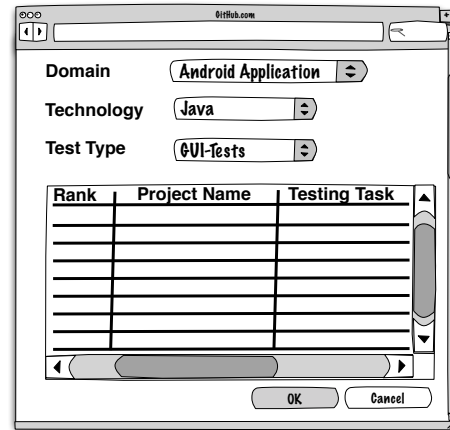 GitHub.com
Domain Android Application
Technology Java
Test Type GUI-Tests
Rank Project Name Testing Task
OK Cancel